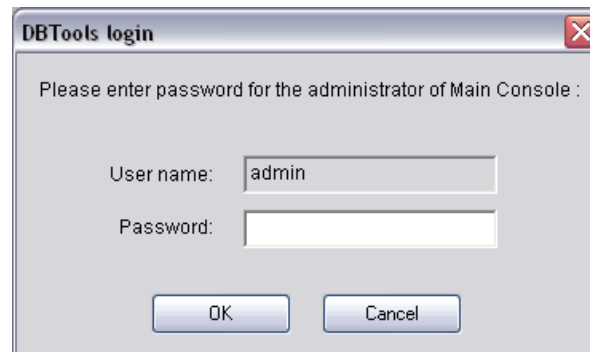 DBTools login
Please enter password for the administrator of Main Console :
User name: admin
Password:
OK Cancel